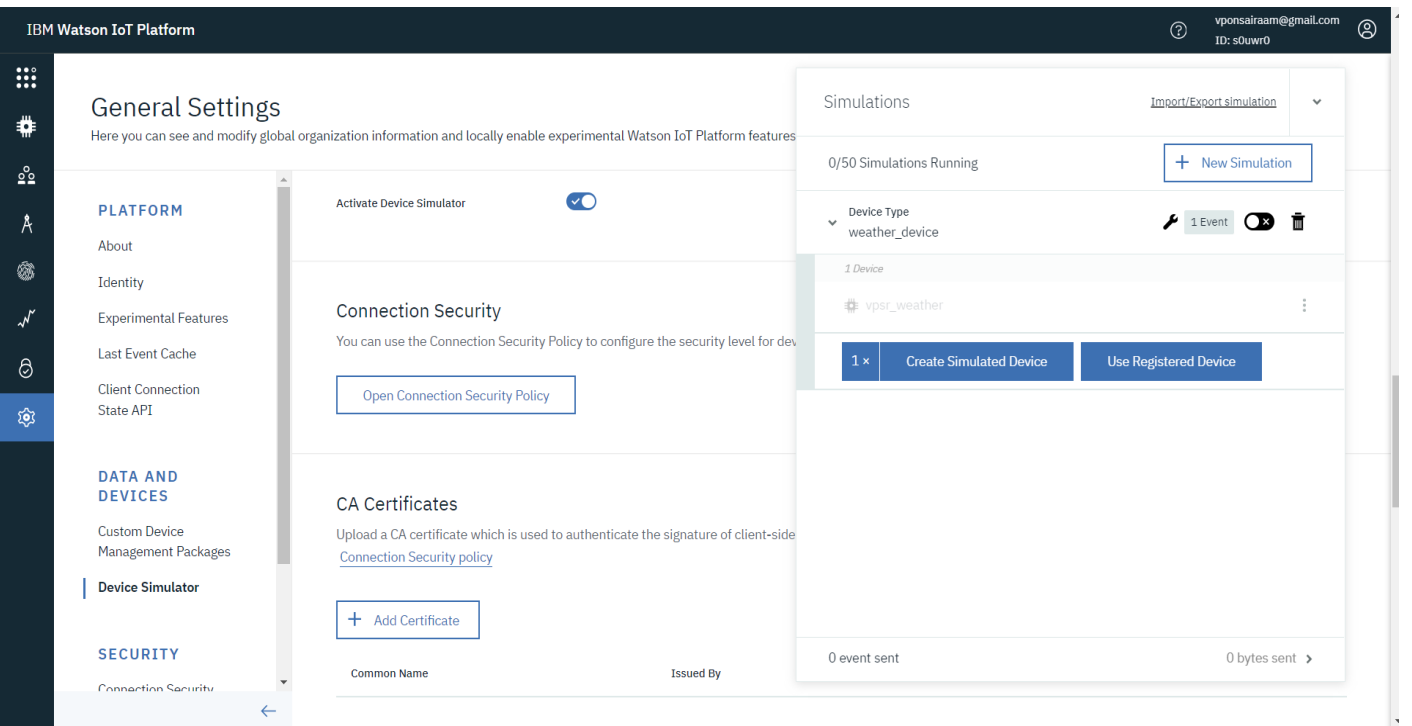 IBM Watson IoT Platform
vponsairaam@gmail.com
ID: s0uwr0
General Settings
Here you can see and modify global organization information and locally enable experimental Watson IoT Platform features
PLATFORM
About
Identity
Experimental Features
Last Event Cache
Client Connection
State API
DATA AND
DEVICES
Custom Device
Management Packages
Device Simulator
SECURITY
Connection Security
Activate Device Simulator
Connection Security
You can use the Connection Security Policy to configure the security level for dev
Open Connection Security Policy
CA Certificates
Upload a CA certificate which is used to authenticate the signature of client-side
Connection Security policy
+ Add Certificate
Common Name Issued By
Simulations Import/Export simulation
0/50 Simulations Running + New Simulation
Device Type
weather_device
1 Event
1 Device
vpsr_weather
1 × Create Simulated Device Use Registered Device
0 event sent 0 bytes sent